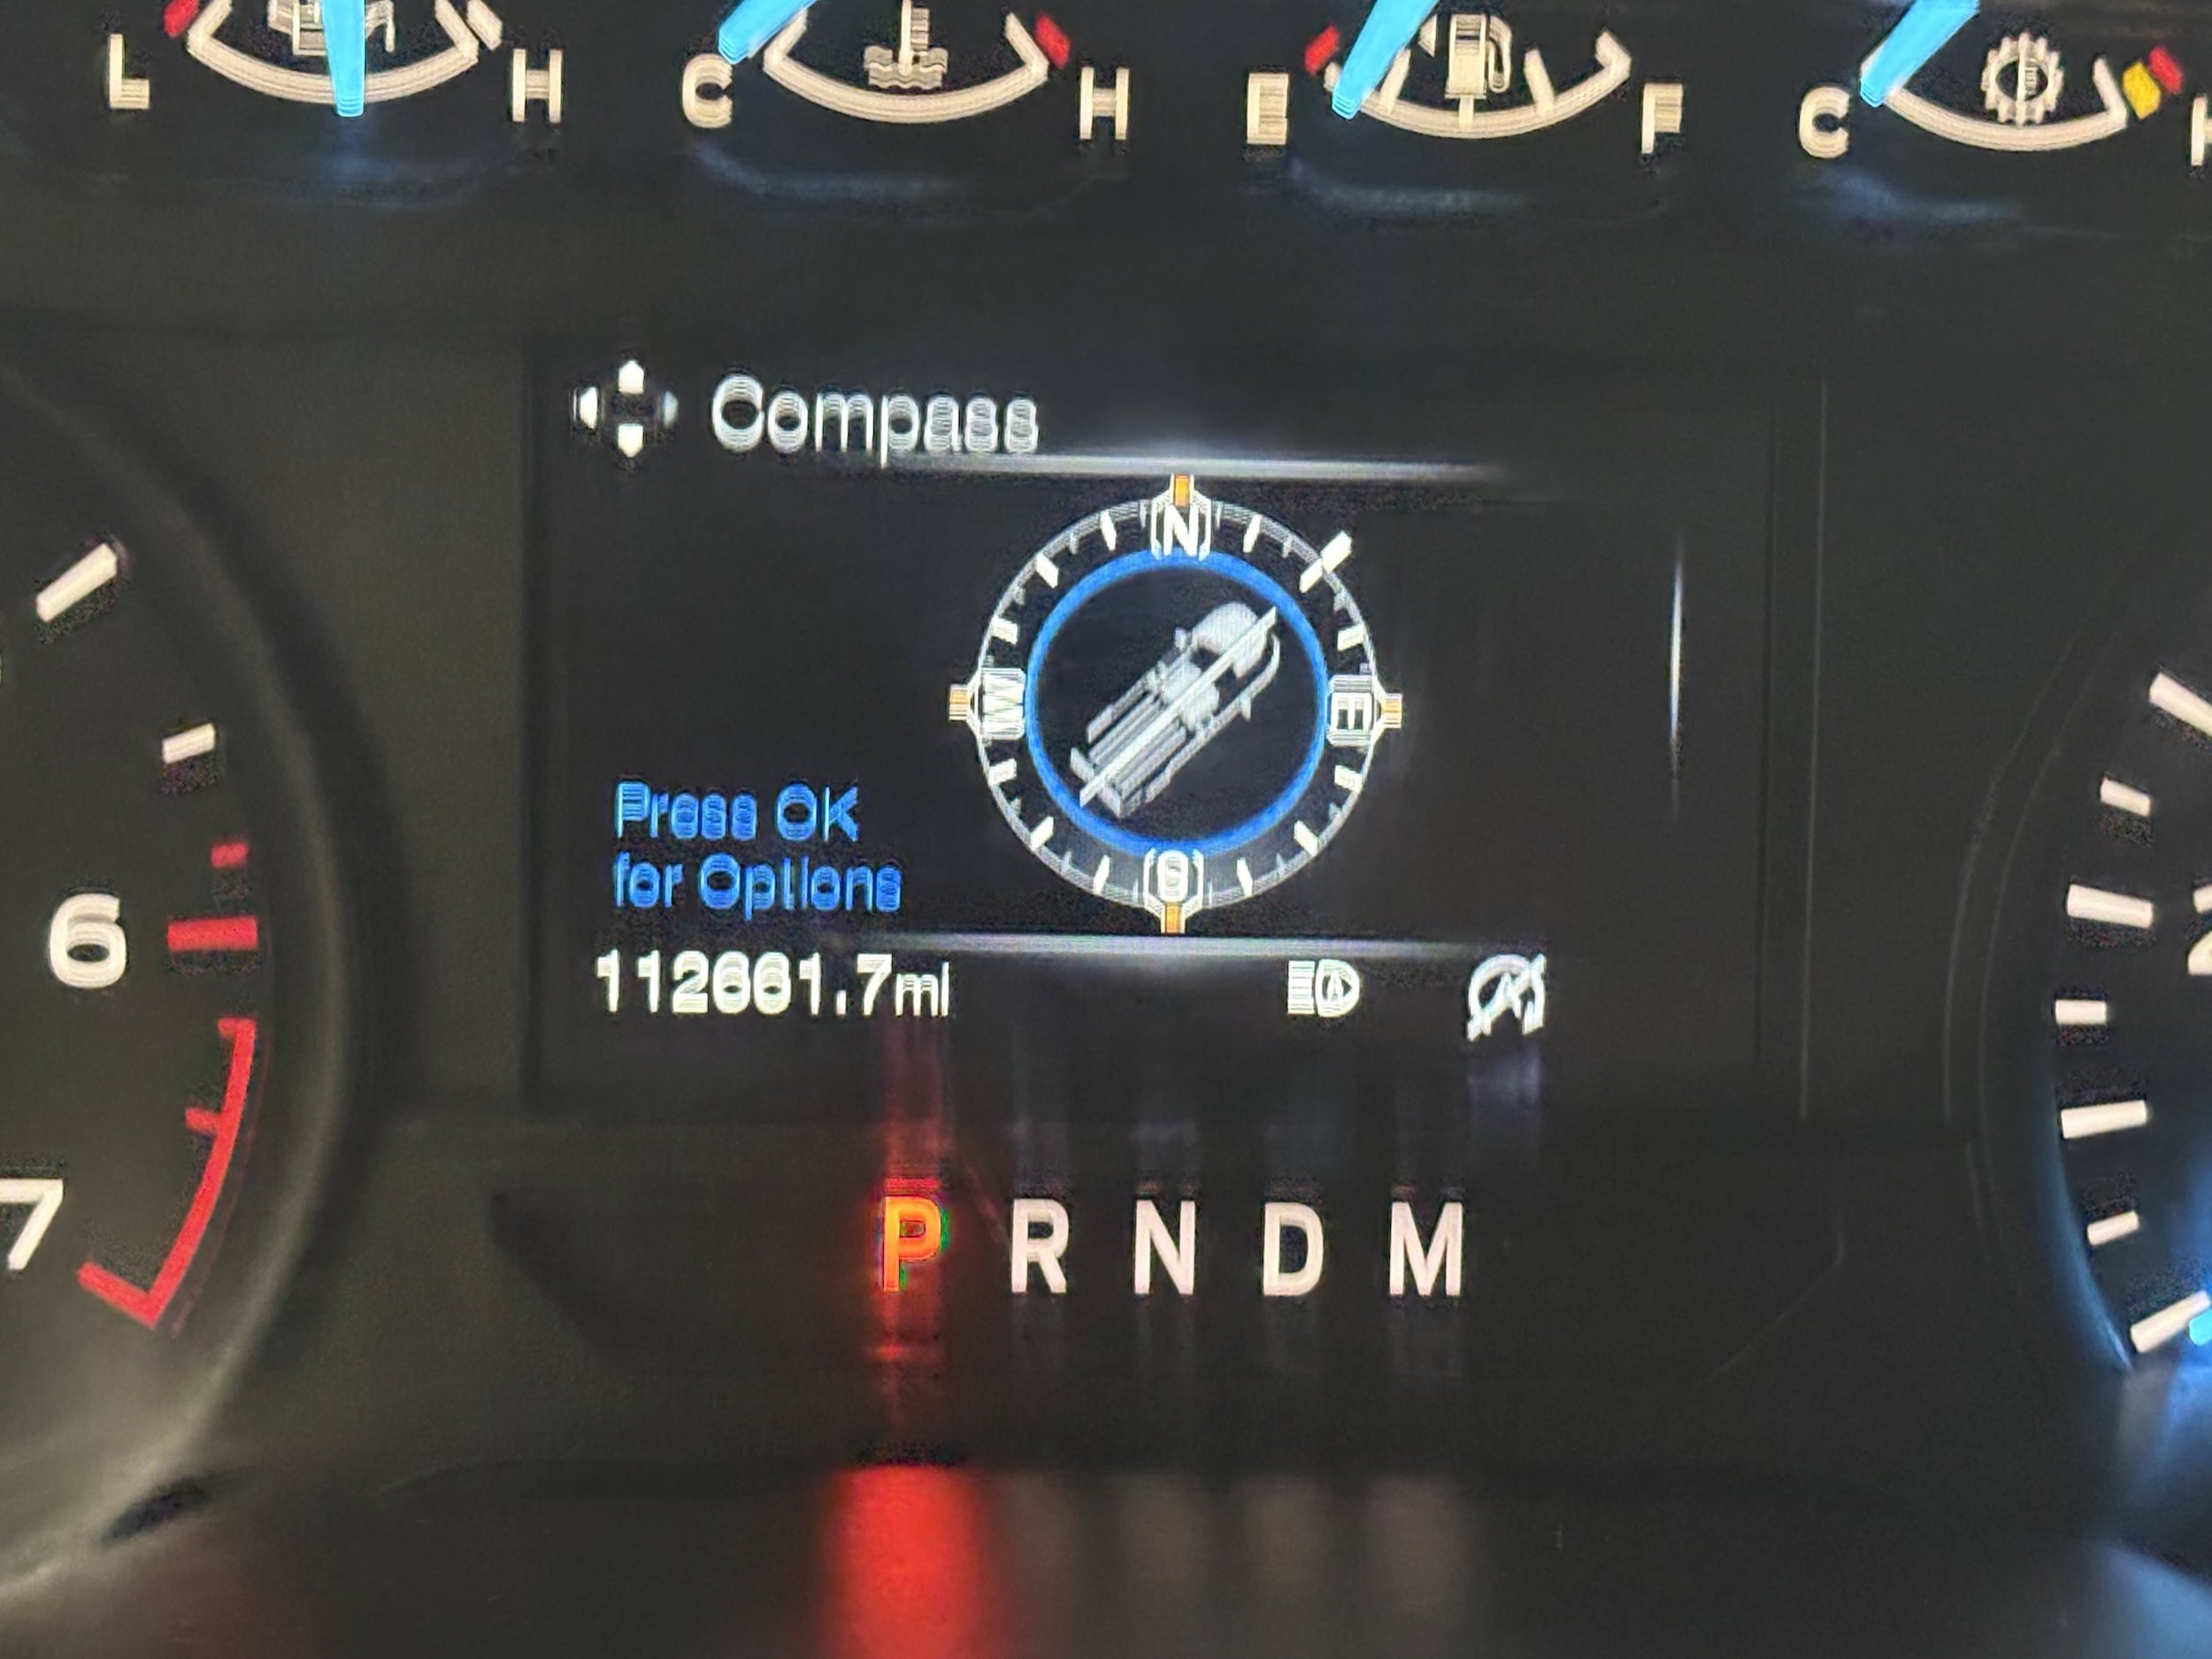 L H C H E F C H
Compass
N
W E
S
Press OK
for Options
112661.7mi
6
7
P R N D M